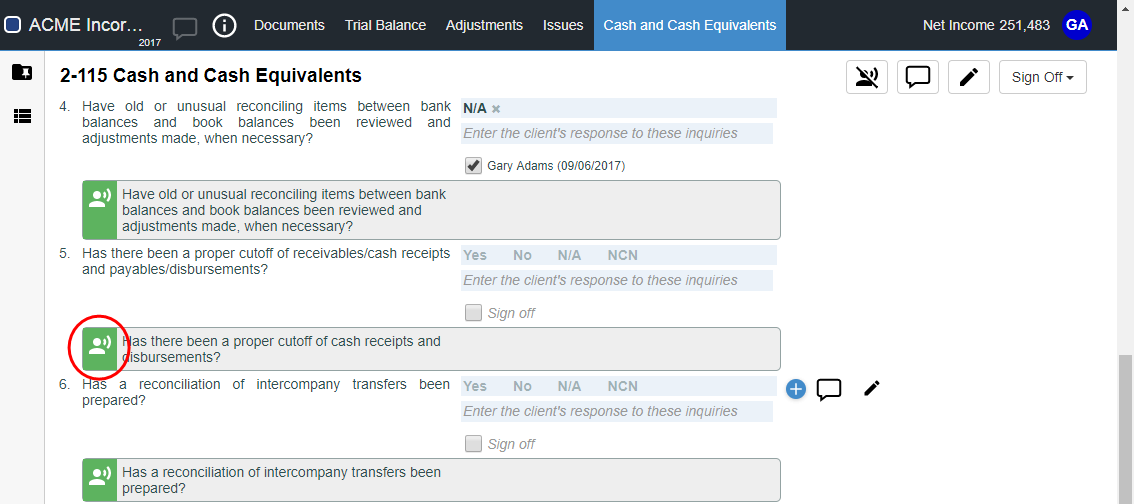 ACME Incor... 2017 Documents Trial Balance Adjustments Issues Cash and Cash Equivalents Net Income 251,483 GA
2-115 Cash and Cash Equivalents Sign Off
4. Have old or unusual reconciling items between bank
balances and book balances been reviewed and
adjustments made, when necessary?
N/A ×
Enter the client's response to these inquiries
Gary Adams (09/06/2017)
Have old or unusual reconciling items between bank
balances and book balances been reviewed and
adjustments made, when necessary?
5. Has there been a proper cutoff of receivables/cash receipts
and payables/disbursements?
Yes No N/A NCN
Enter the client's response to these inquiries
Sign off
Has there been a proper cutoff of cash receipts and
disbursements?
6. Has a reconciliation of intercompany transfers been
prepared?
Yes No N/A NCN
Enter the client's response to these inquiries
Sign off
Has a reconciliation of intercompany transfers been
prepared?